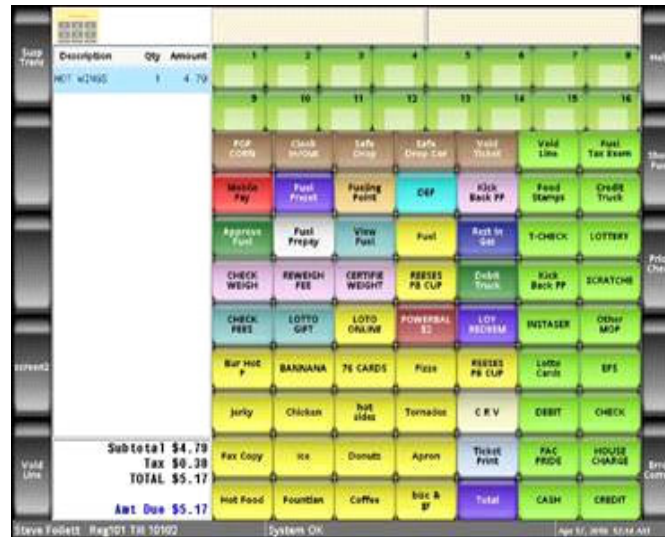 Susp
Trans
Description Qty Amount
HOT WINGS 1 4.79
1 2 3 4 5 6 7 8
9 10 11 12 13 14 15 16
POP
CORN
Clock
In/Out
Safe
Drop
Safe
Drop Cor
Void
Ticket
Void
Line
Fuel
Tax Exem
Mobile
Pay
Fuel
Preset
Fueling
Point
DEF
Kick
Back PP
Food
Stamps
Credit
Truck
Approve
Fuel
Fuel
Prepay
View
Fuel
Fuel
Rest in
Gas
T-CHECK
LOTTERY
CHECK
WEIGH
REWEIGH
FEE
CERTIFIE
WEIGHT
REESES
PB CUP
Debit
Truck
Kick
Back PP
SCRATCHE
CHECK
FEES
LOTTO
GIFT
LOTO
ONLINE
POWERBAL
$2
LOY
REDEEM
INSTASER
Other
MOP
screen2
Bur Hot
P
BANNANA
76 CARDS
Pizza
REESES
PB CUP
Lotto
Cards
EFS
Jerky
Chicken
hot
sides
Tornados
C R V
DEBIT
CHECK
Subtotal $4.79
Tax $0.38
TOTAL $5.17
Amt Due $5.17
Void
Line
Fax Copy
Ice
Donuts
Apron
Ticket
Print
PAC
PRIDE
HOUSE
CHARGE
Hot Food
Fountian
Coffee
bisc &
gr
Total
CASH
CREDIT
Steve Follett Reg101 Till 10102 System OK